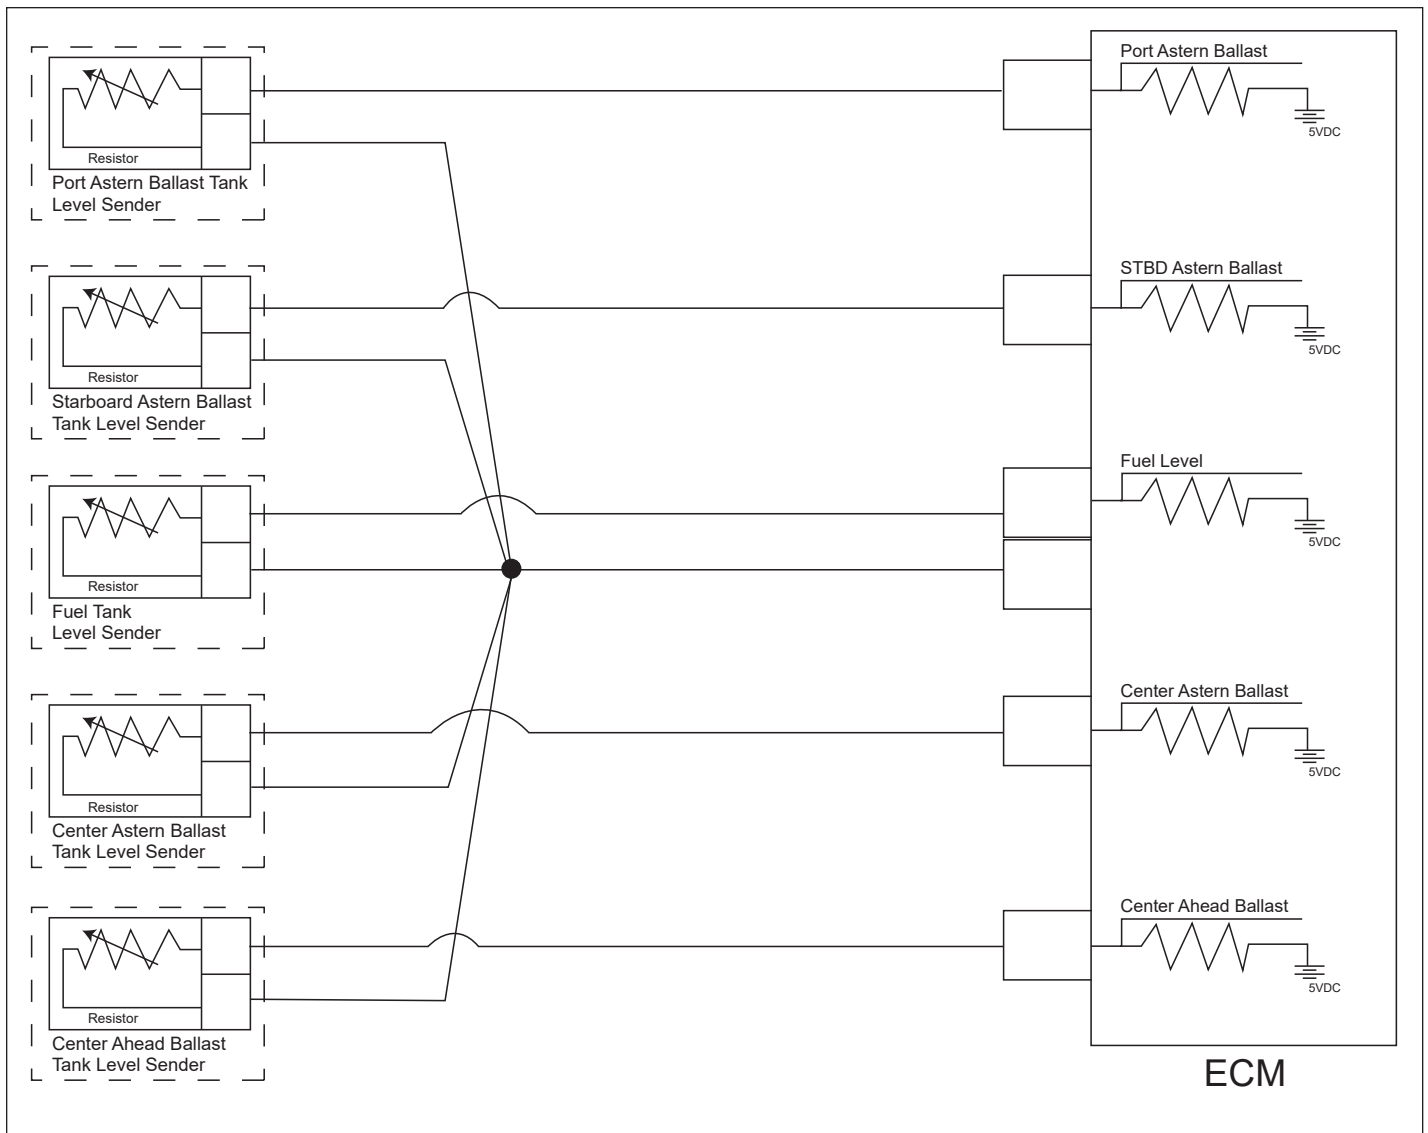 Port Astern Ballast
5VDC
Resistor
Port Astern Ballast Tank
Level Sender
STBD Astern Ballast
5VDC
Resistor
Starboard Astern Ballast
Tank Level Sender
Fuel Level
5VDC
Resistor
Fuel Tank
Level Sender
Center Astern Ballast
5VDC
Resistor
Center Astern Ballast
Tank Level Sender
Center Ahead Ballast
5VDC
Resistor
Center Ahead Ballast
Tank Level Sender
ECM